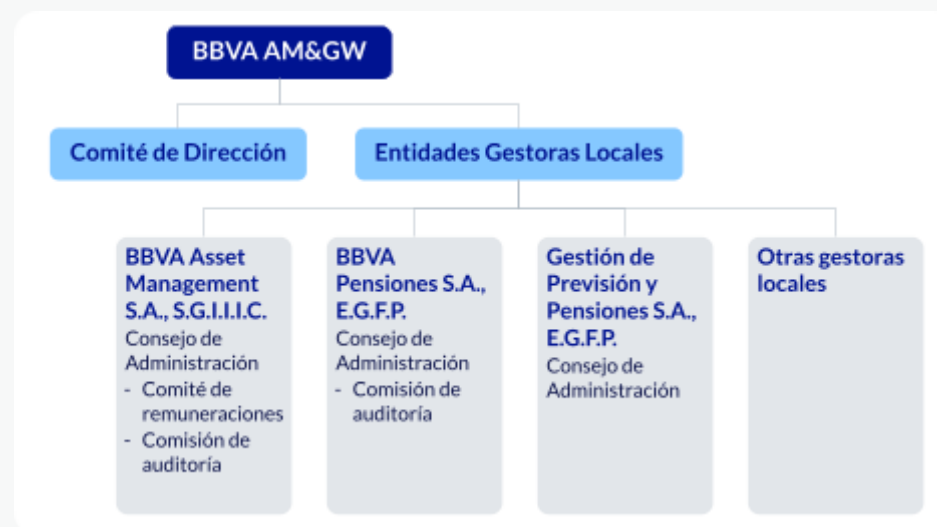 BBVA AM&GW
Comité de Dirección
Entidades Gestoras Locales
BBVA Asset
Management
S.A., S.G.I.I.I.C.
Consejo de
Administración
- Comité de
remuneraciones
- Comisión de
auditoría
BBVA
Pensiones S.A.,
E.G.F.P.
Consejo de
Administración
- Comisión de
auditoría
Gestión de
Previsión y
Pensiones S.A.,
E.G.F.P.
Consejo de
Administración
Otras gestoras
locales